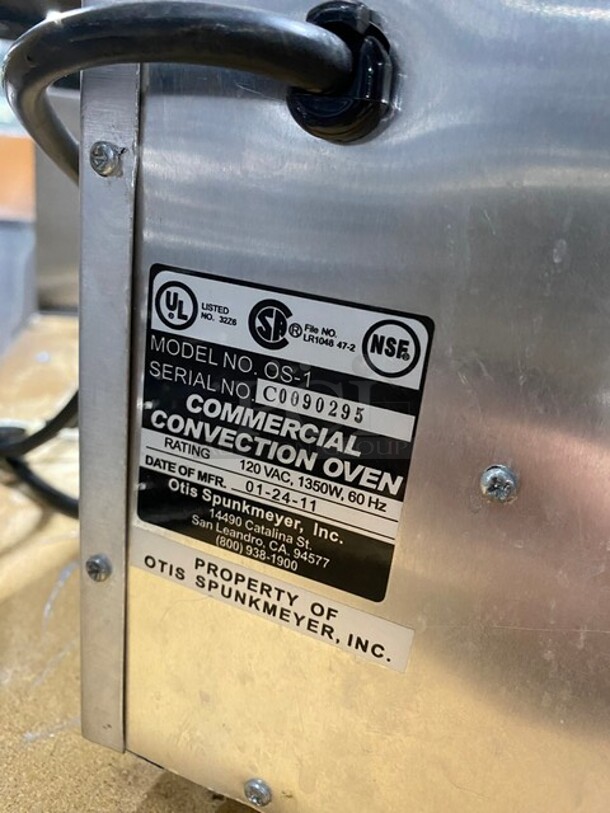 UL
LISTED
NO. 32Z6
SA
File NO.
LR1048 47-2
NSF
MODEL NO. OS-1
SERIAL NO. C0090295
COMMERCIAL
CONVECTION OVEN
RATING 120 VAC, 1350W, 60 Hz
DATE OF MFR. 01-24-11
Otis Spunkmeyer, Inc.
14490 Catalina St.
San Leandro, CA. 94577
(800) 938-1900
PROPERTY OF
OTIS SPUNKMEYER, INC.